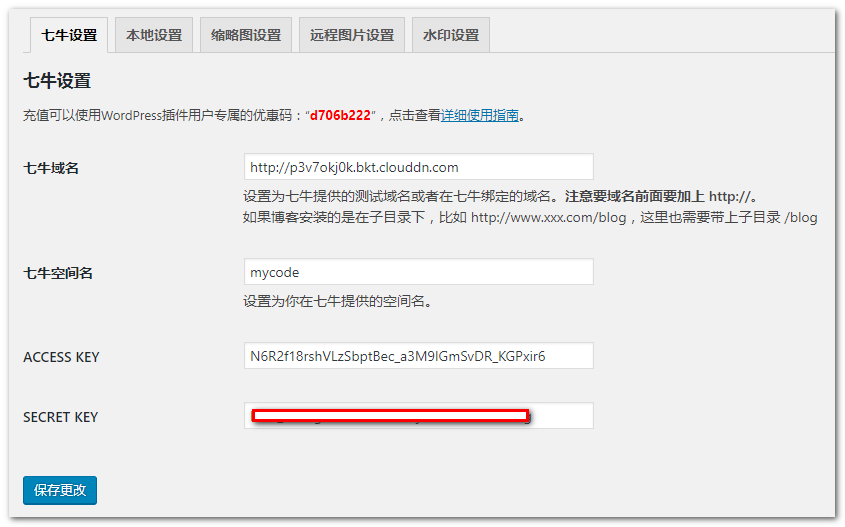 七牛设置 本地设置 缩略图设置 远程图片设置 水印设置
七牛设置
充值可以使用WordPress插件用户专属的优惠码：“d706b222”，点击查看详细使用指南。
七牛域名 http://p3v7okj0k.bkt.clouddn.com
设置为七牛提供的测试域名或者在七牛绑定的域名。注意要域名前面要加上 http://。
如果博客安装的是在子目录下，比如 http://www.xxx.com/blog，这里也需要带上子目录 /blog
七牛空间名 mycode
设置为你在七牛提供的空间名。
ACCESS KEY N6R2f18rshVLzSbptBec_a3M9IGmSvDR_KGPxir6
SECRET KEY
保存更改